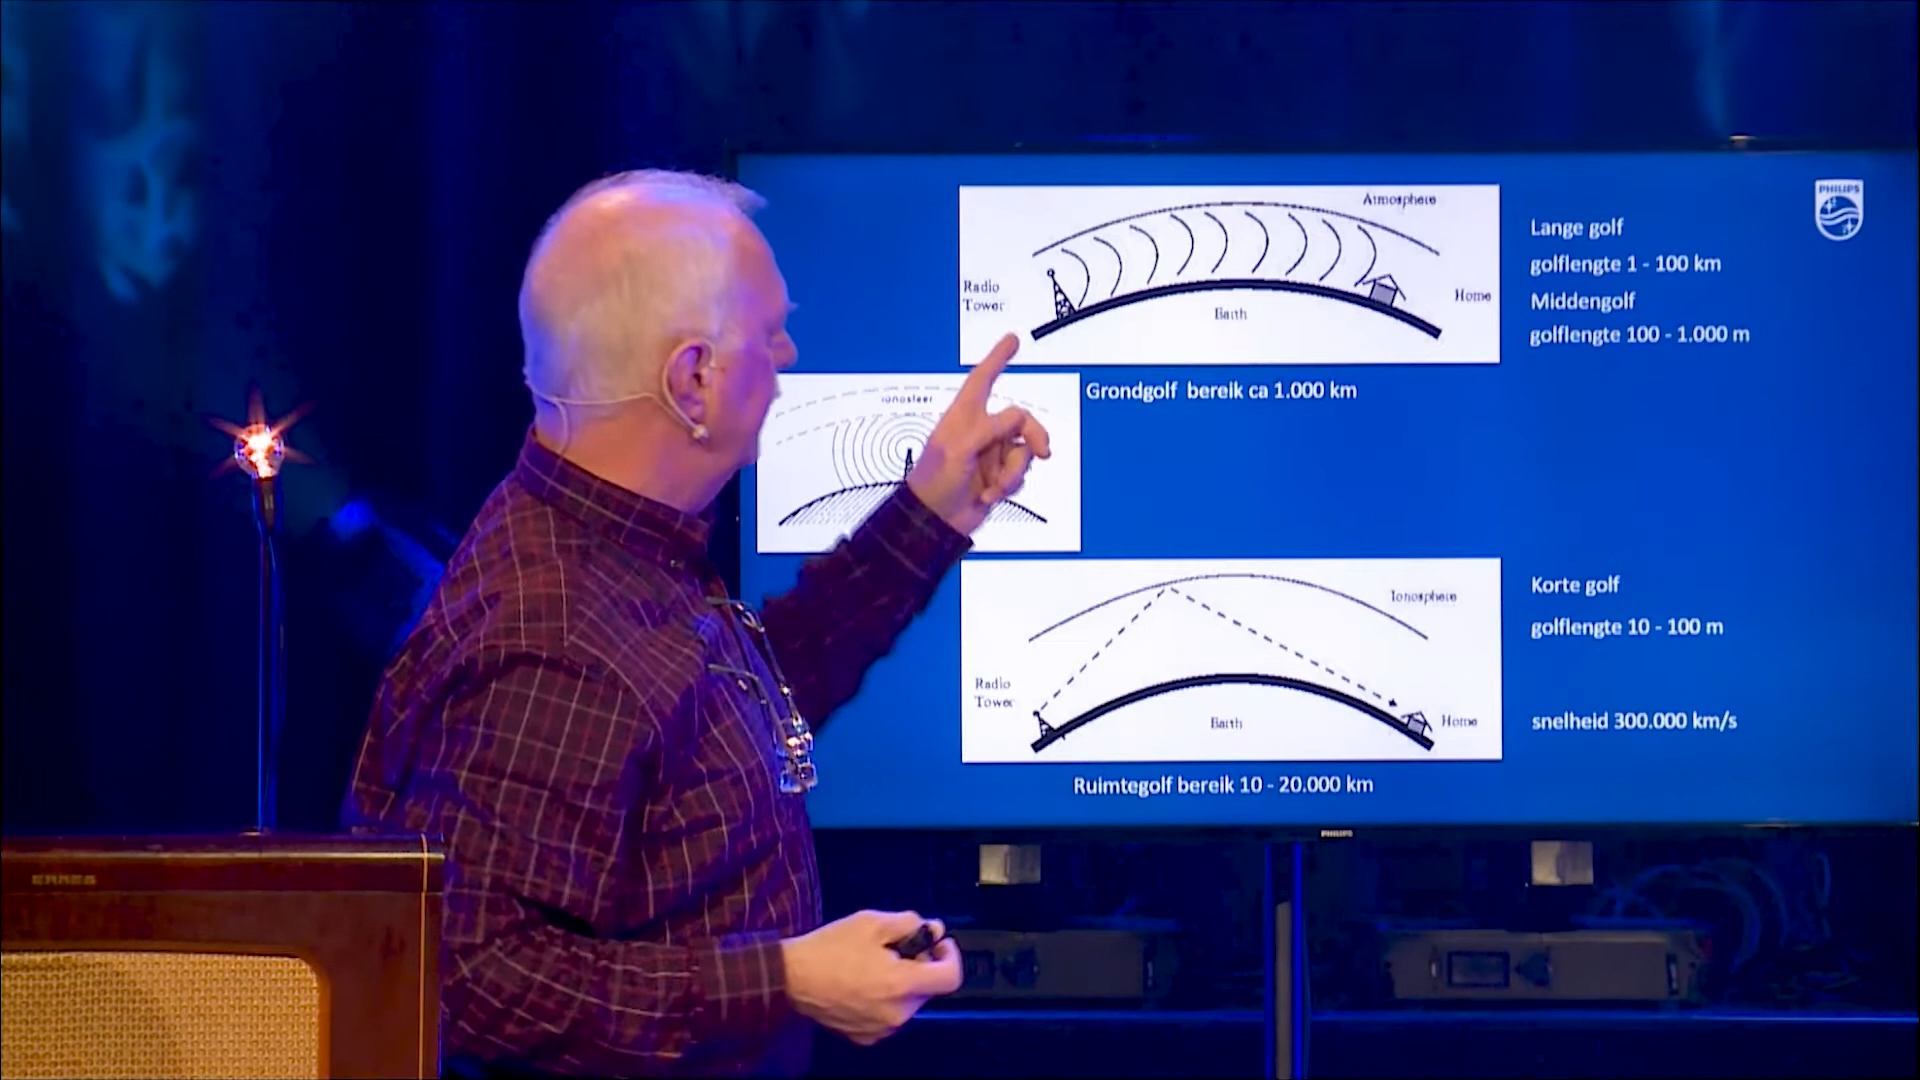 Atmosphere
Radio
Tower
Earth
Home
Lange golf
golflengte 1 - 100 km
Middengolf
golflengte 100 - 1.000 m
PHILIPS
Grondgolf bereik ca 1.000 km
ionosfeer
Ionosphere
Radio
Tower
Earth
Home
Korte golf
golflengte 10 - 100 m
snelheid 300.000 km/s
Ruimtegolf bereik 10 - 20.000 km
PHILIPS
ERRES